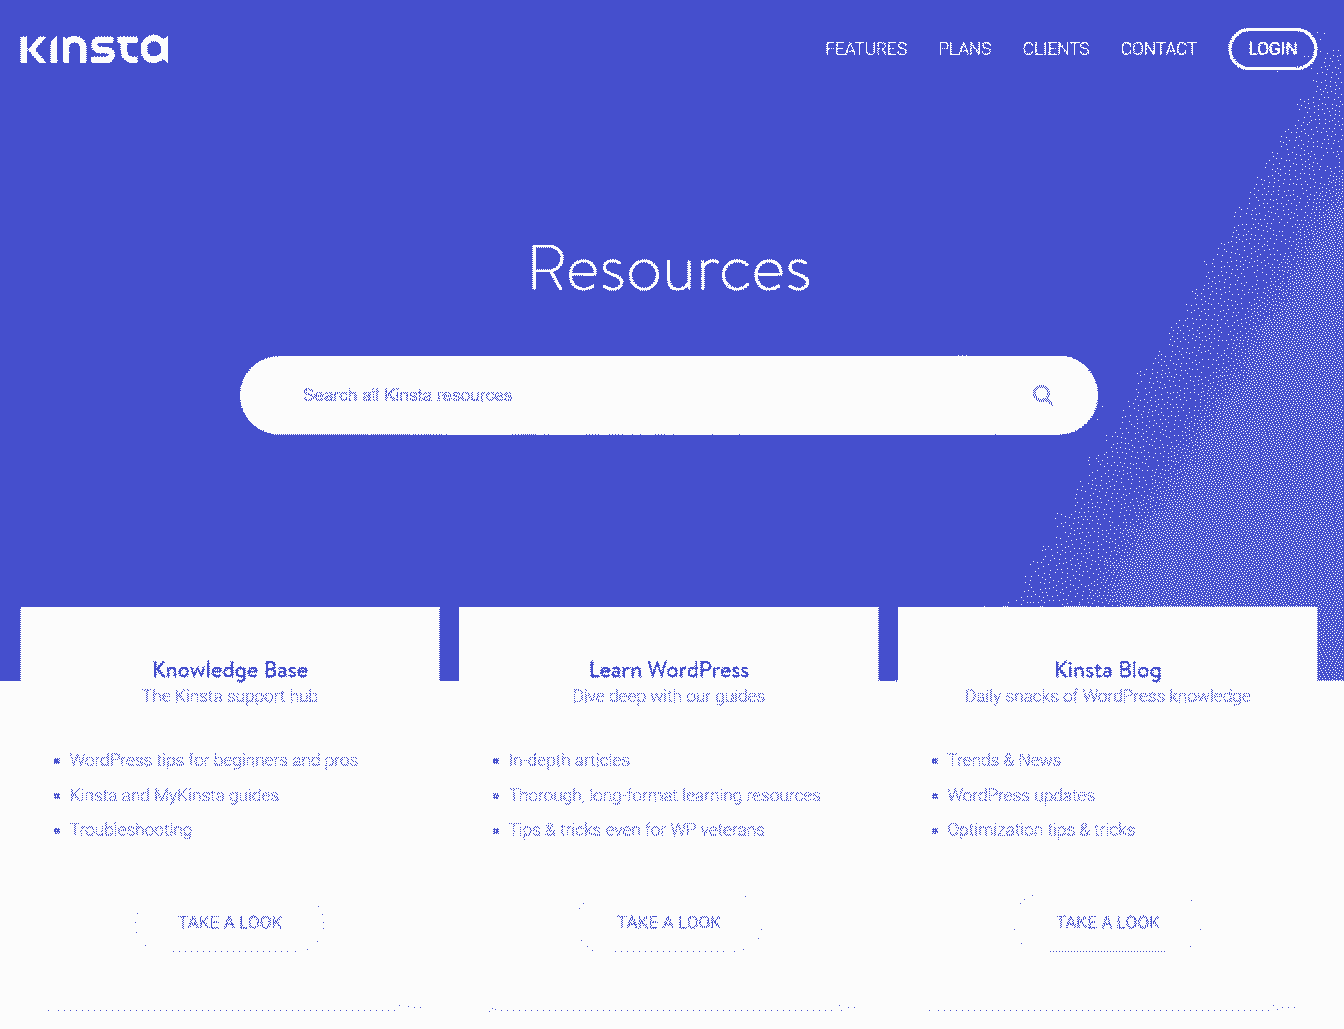 Kinsta
FEATURES PLANS CLIENTS CONTACT LOGIN
Resources
Search all Kinsta resources
Knowledge Base
The Kinsta support hub
WordPress tips for beginners and pros
Kinsta and MyKinsta guides
Troubleshooting
TAKE A LOOK
Learn WordPress
Dive deep with our guides
In-depth articles
Thorough, long-format learning resources
Tips & tricks even for WP veterans
TAKE A LOOK
Kinsta Blog
Daily snacks of WordPress knowledge
Trends & News
WordPress updates
Optimization tips & tricks
TAKE A LOOK